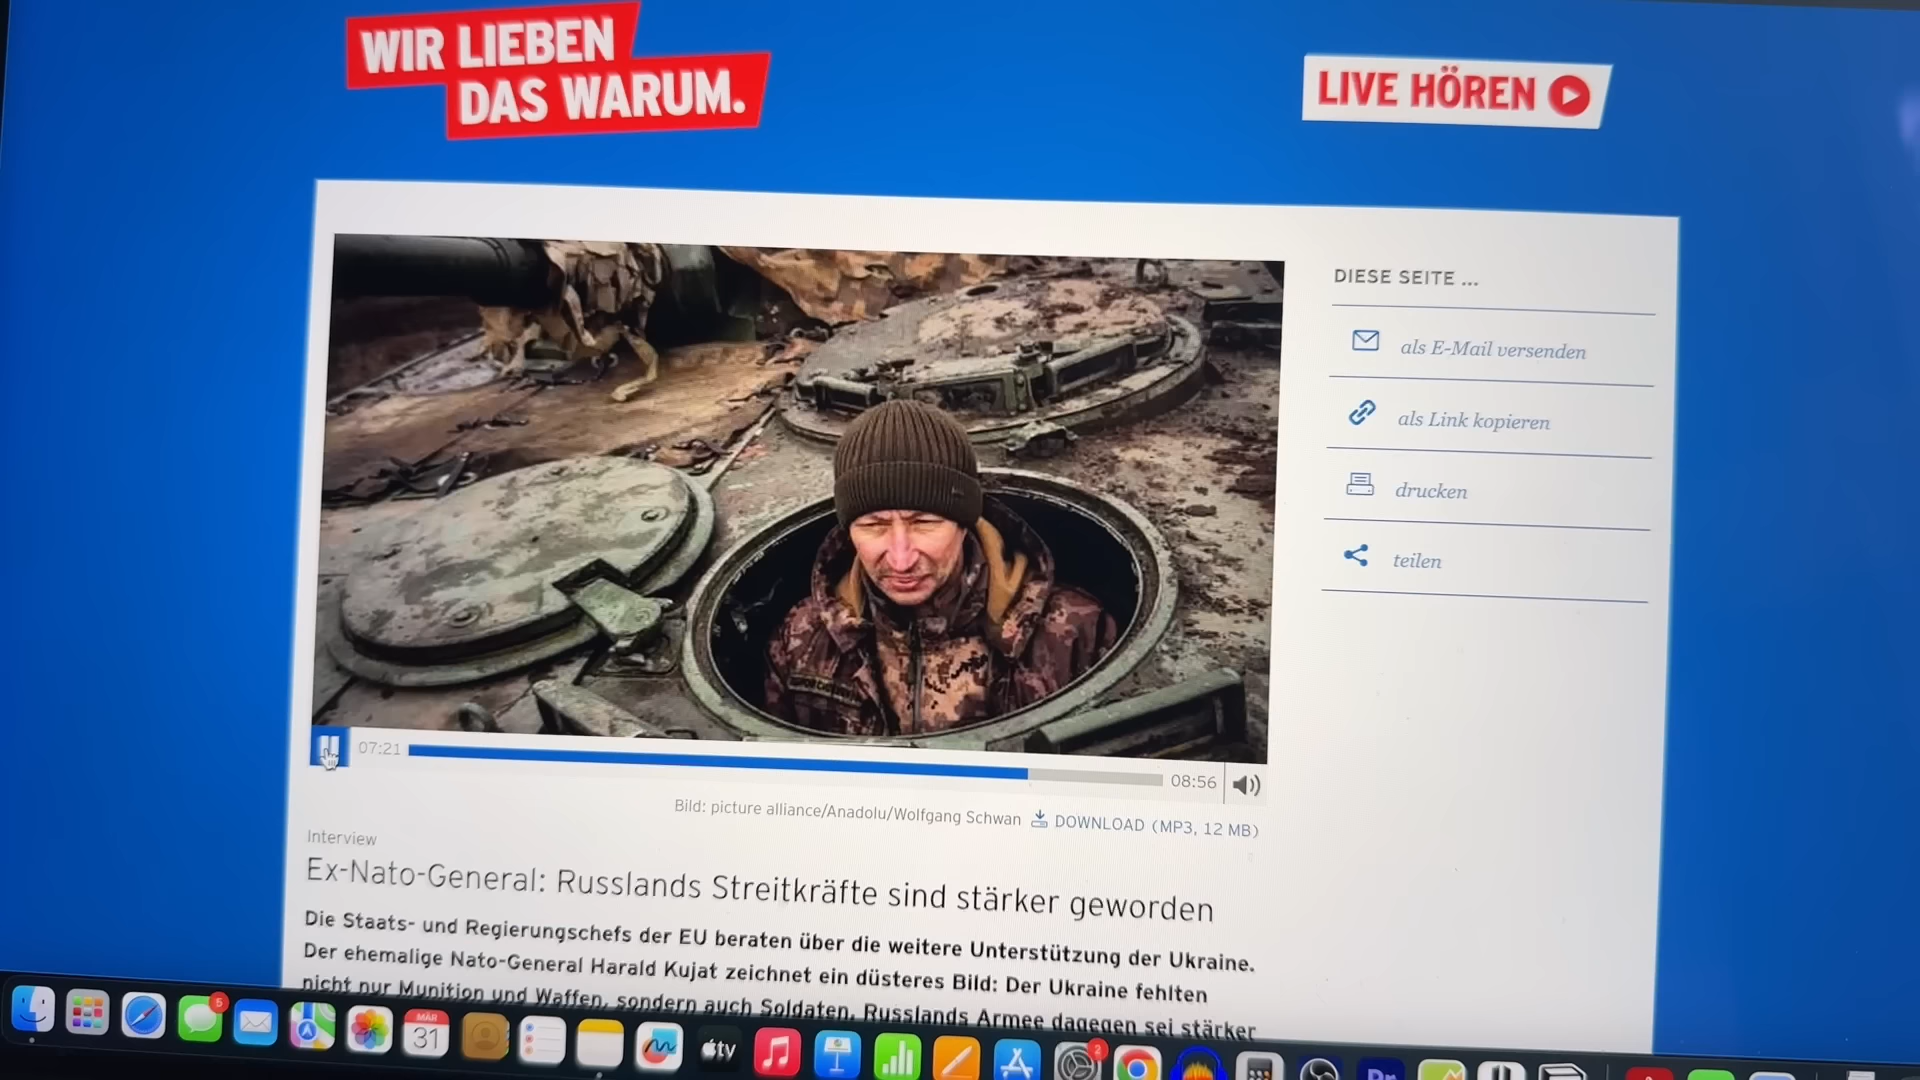 WIR LIEBEN
DAS WARUM.
LIVE HÖREN
DIESE SEITE ...
als E-Mail versenden
als Link kopieren
drucken
teilen
07:21
08:56
Bild: picture alliance/Anadolu/Wolfgang Schwan
DOWNLOAD (MP3, 12 MB)
Interview
Ex-Nato-General: Russlands Streitkräfte sind stärker geworden
Die Staats- und Regierungschefs der EU beraten über die weitere Unterstützung der Ukraine.
Der ehemalige Nato-General Harald Kujat zeichnet ein düsteres Bild: Der Ukraine fehlten
nicht nur Munition und Waffen, sondern auch Soldaten. Russlands Armee dagegen sei stärker
5
MÄR
31
tv
2
Pr